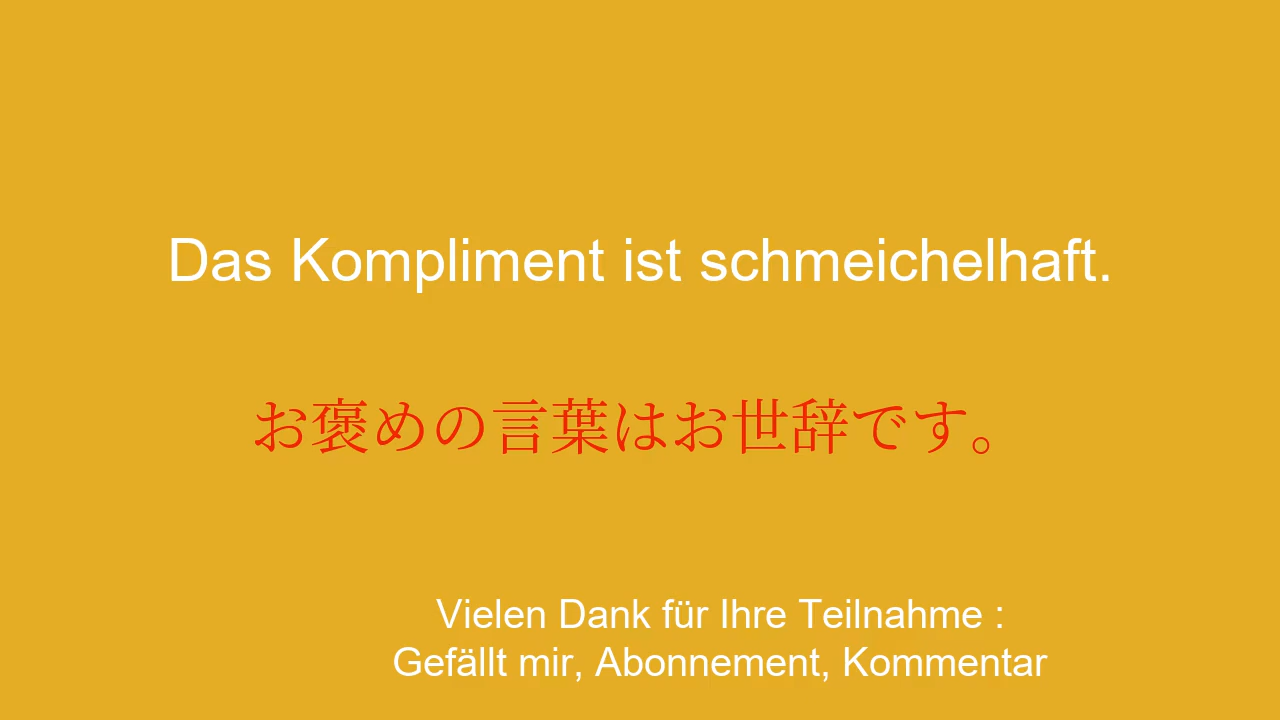 Das Kompliment ist schmeichelhaft.
お褒めの言葉はお世辞です。
Vielen Dank für Ihre Teilnahme :
Gefällt mir, Abonnement, Kommentar